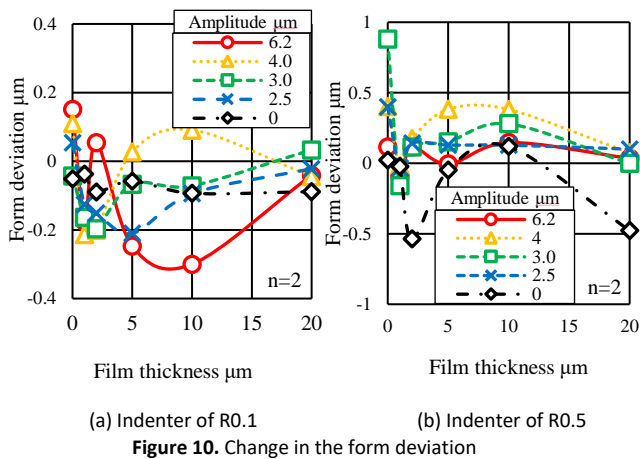 Form deviation μm
0.4
0.2
0
-0.2
-0.4
Amplitude μm
6.2
4.0
3.0
2.5
0
n=2
0 5 10 15 20
Film thickness μm
(a) Indenter of R0.1
Form deviation μm
1
0.5
0
-0.5
-1
Amplitude μm
6.2
4
3.0
2.5
0
n=2
0 5 10 15 20
Film thickness μm
(b) Indenter of R0.5
Figure 10. Change in the form deviation